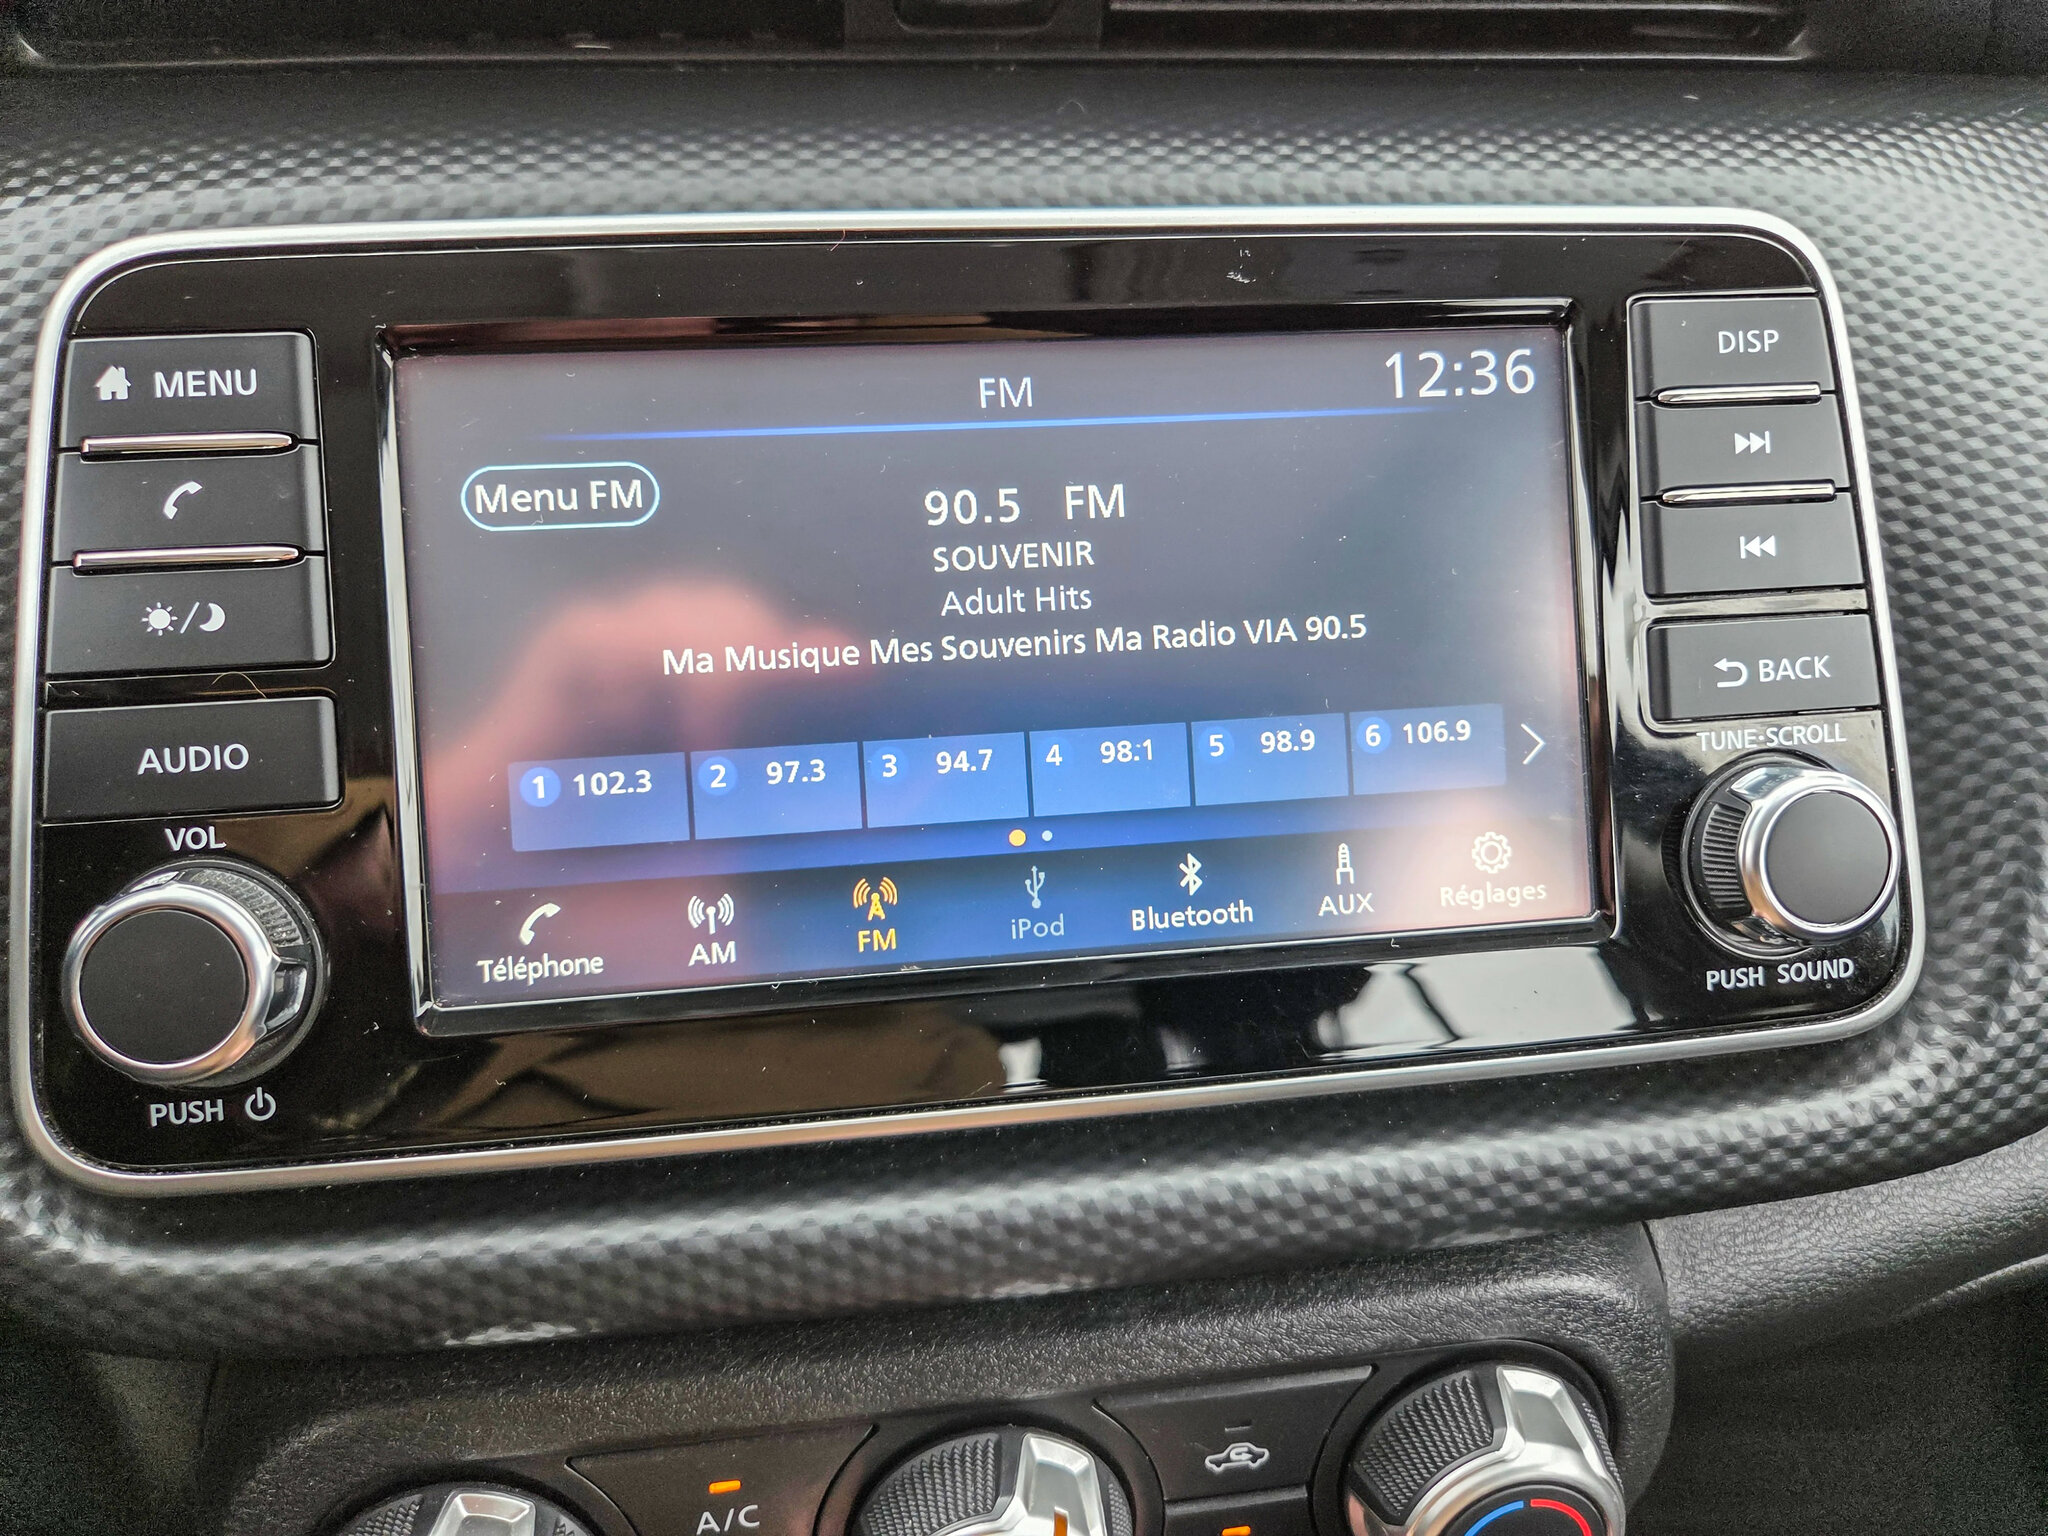 MENU
AUDIO
VOL
PUSH
FM
12:36
Menu FM
90.5 FM
SOUVENIR
Adult Hits
Ma Musique Mes Souvenirs Ma Radio VIA 90.5
1 102.3
2 97.3
3 94.7
4 98.1
5 98.9
6 106.9
Téléphone
AM
FM
iPod
Bluetooth
AUX
Réglages
DISP
BACK
TUNE·SCROLL
PUSH SOUND
A/C